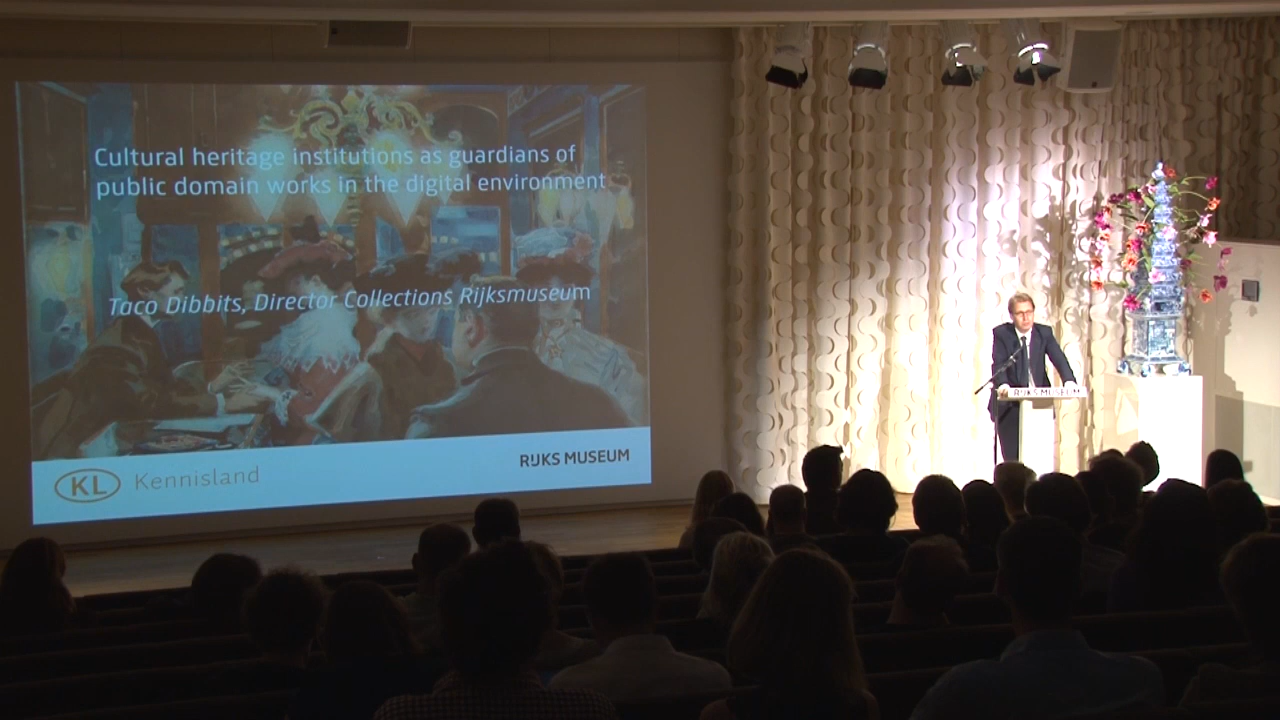 Cultural heritage institutions as guardians of
public domain works in the digital environment
Taco Dibbits, Director Collections Rijksmuseum
KL Kennisland
RIJKS MUSEUM
RIJKS MUSEUM